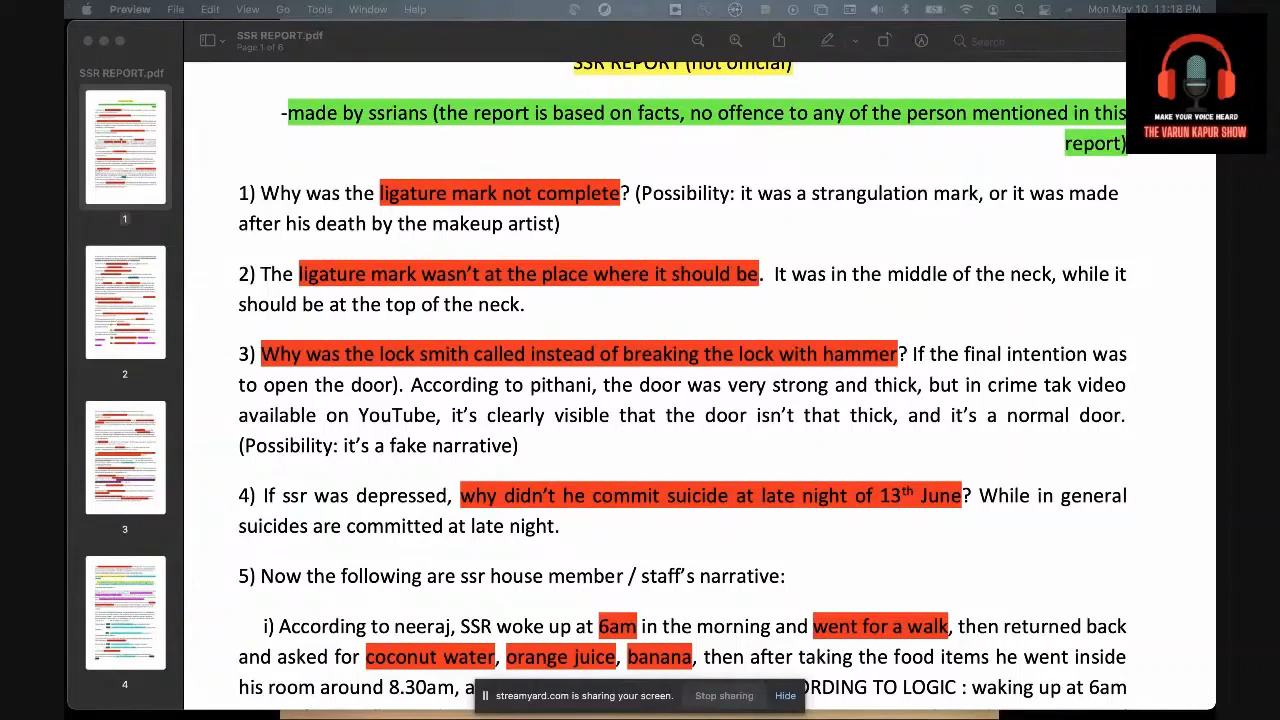 Preview File Edit View Go Tools Window Help Mon May 10 11:18 PM
SSR REPORT.pdf
Page 1 of 6
Search
SSR REPORT.pdf
1
2
3
4
MAKE YOUR VOICE HEARD
THE VARUN KAPUR SHOW
SSR REPORT (not official)
-made by ssrians (the report is based on facts, no offence to any of the person mentioned in this
report)
1) Why was the ligature mark not complete? (Possibility: it was a strangulation mark, or it was made
after his death by the makeup artist)
2) The ligature mark wasn't at the place where it should be. It was in the middle of the neck, while it
should be at the top of the neck.
3) Why was the lock smith called instead of breaking the lock with hammer? If the final intention was
to open the door). According to pithani, the door was very strong and thick, but in crime tak video
available on YouTube, it's clearly visible that the door isn't much thick, and it's a normal door.
(Possibility: it's a fake narrative)
4) If ssr was depressed, why didn't he commit suicide at late night of 13th June? While in general
suicides are committed at late night.
5) Now the following are ssr house member / staff's narrative:
According to neeraj SSR woke up at 6am in the morning and went for a walk, then returned back
and asked for coconut water, orange juice, banana, then after taking the food items he went inside
his room around 8.30am, ORDING TO LOGIC : waking up at 6am
streamyard.com is sharing your screen. Stop sharing Hide